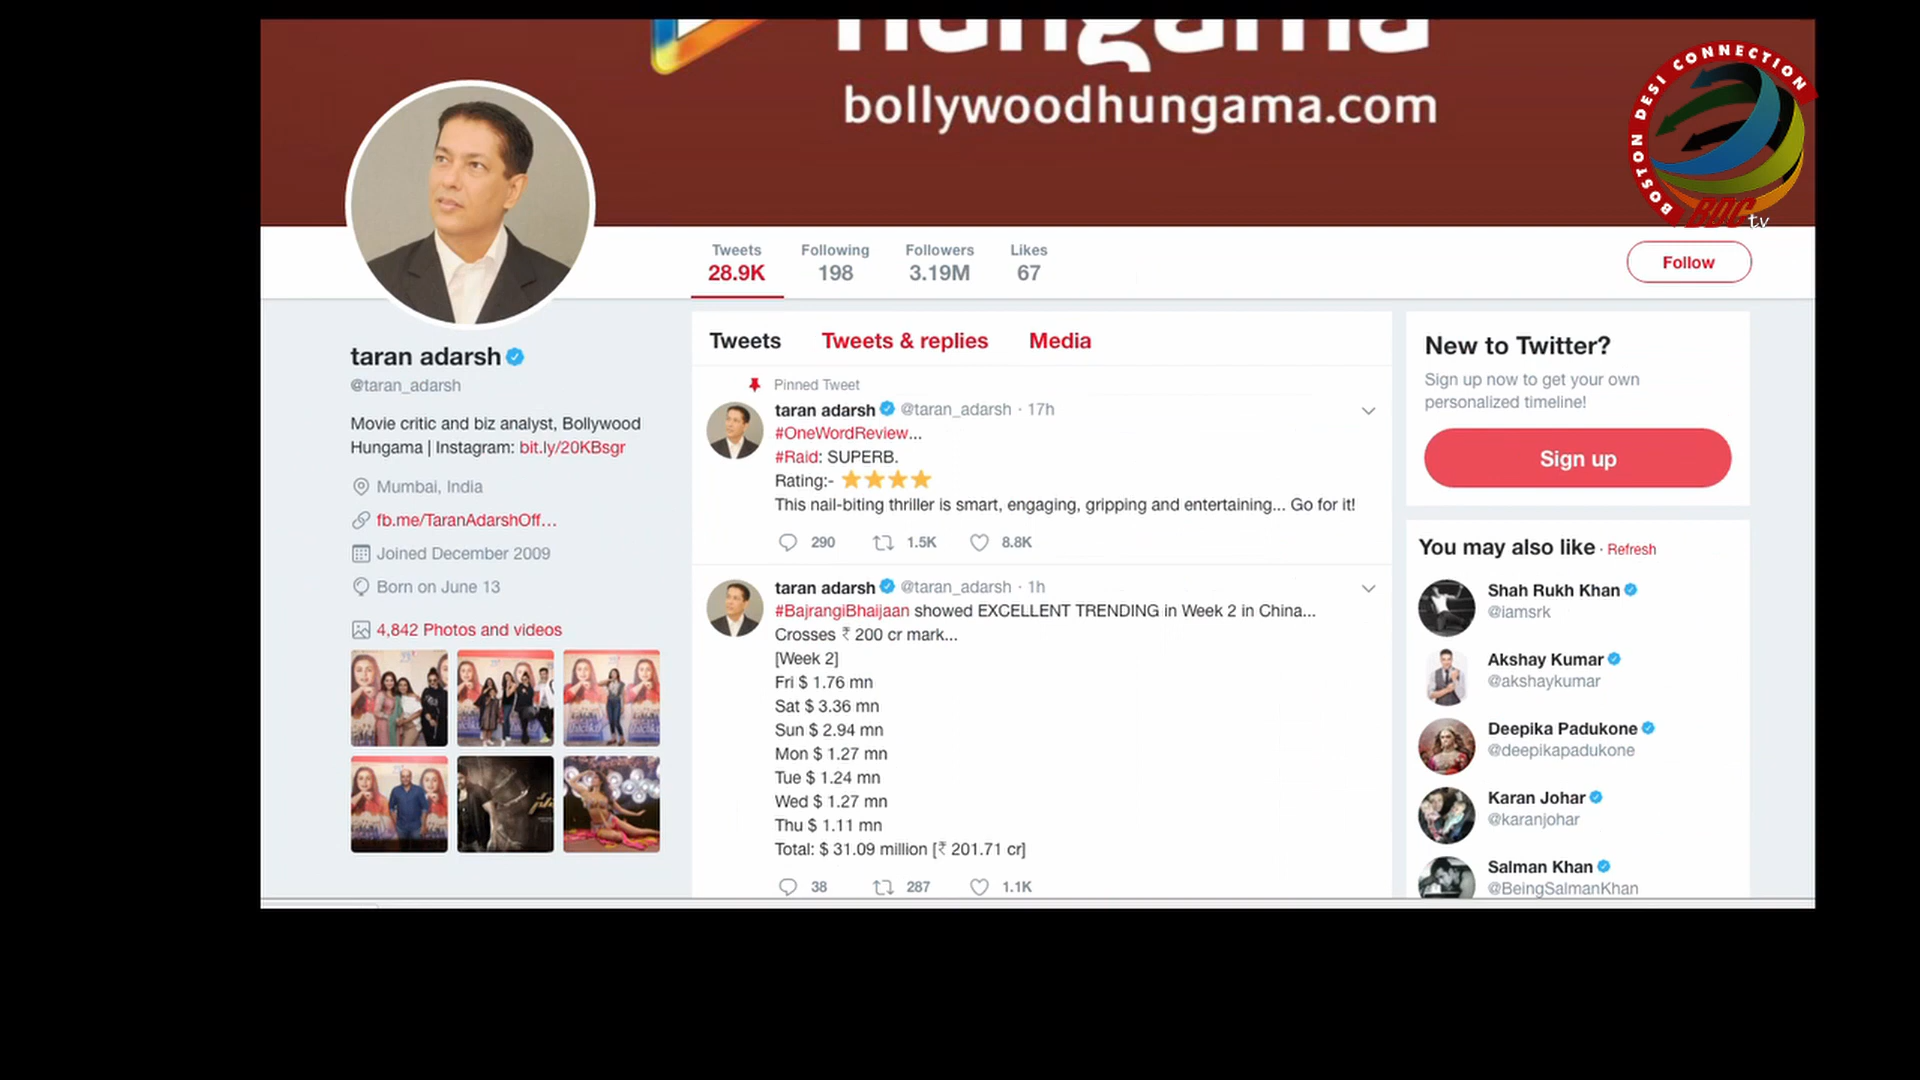 hungama
bollywoodhungama.com
BOSTON DESI CONNECTION
BDC tv
Tweets
28.9K
Following
198
Followers
3.19M
Likes
67
Follow
taran adarsh
@taran_adarsh
Movie critic and biz analyst, Bollywood
Hungama | Instagram: bit.ly/20KBsgr
Mumbai, India
fb.me/TaranAdarshOff…
Joined December 2009
Born on June 13
4,842 Photos and videos
Tweets Tweets & replies Media
Pinned Tweet
taran adarsh @taran_adarsh · 17h
#OneWordReview...
#Raid: SUPERB.
Rating:- ⭐⭐⭐⭐
This nail-biting thriller is smart, engaging, gripping and entertaining... Go for it!
290 1.5K 8.8K
taran adarsh @taran_adarsh · 1h
#BajrangiBhaijaan showed EXCELLENT TRENDING in Week 2 in China...
Crosses ₹ 200 cr mark...
[Week 2]
Fri $ 1.76 mn
Sat $ 3.36 mn
Sun $ 2.94 mn
Mon $ 1.27 mn
Tue $ 1.24 mn
Wed $ 1.27 mn
Thu $ 1.11 mn
Total: $ 31.09 million [₹ 201.71 cr]
38 287 1.1K
New to Twitter?
Sign up now to get your own
personalized timeline!
Sign up
You may also like · Refresh
Shah Rukh Khan
@iamsrk
Akshay Kumar
@akshaykumar
Deepika Padukone
@deepikapadukone
Karan Johar
@karanjohar
Salman Khan
@BeingSalmanKhan